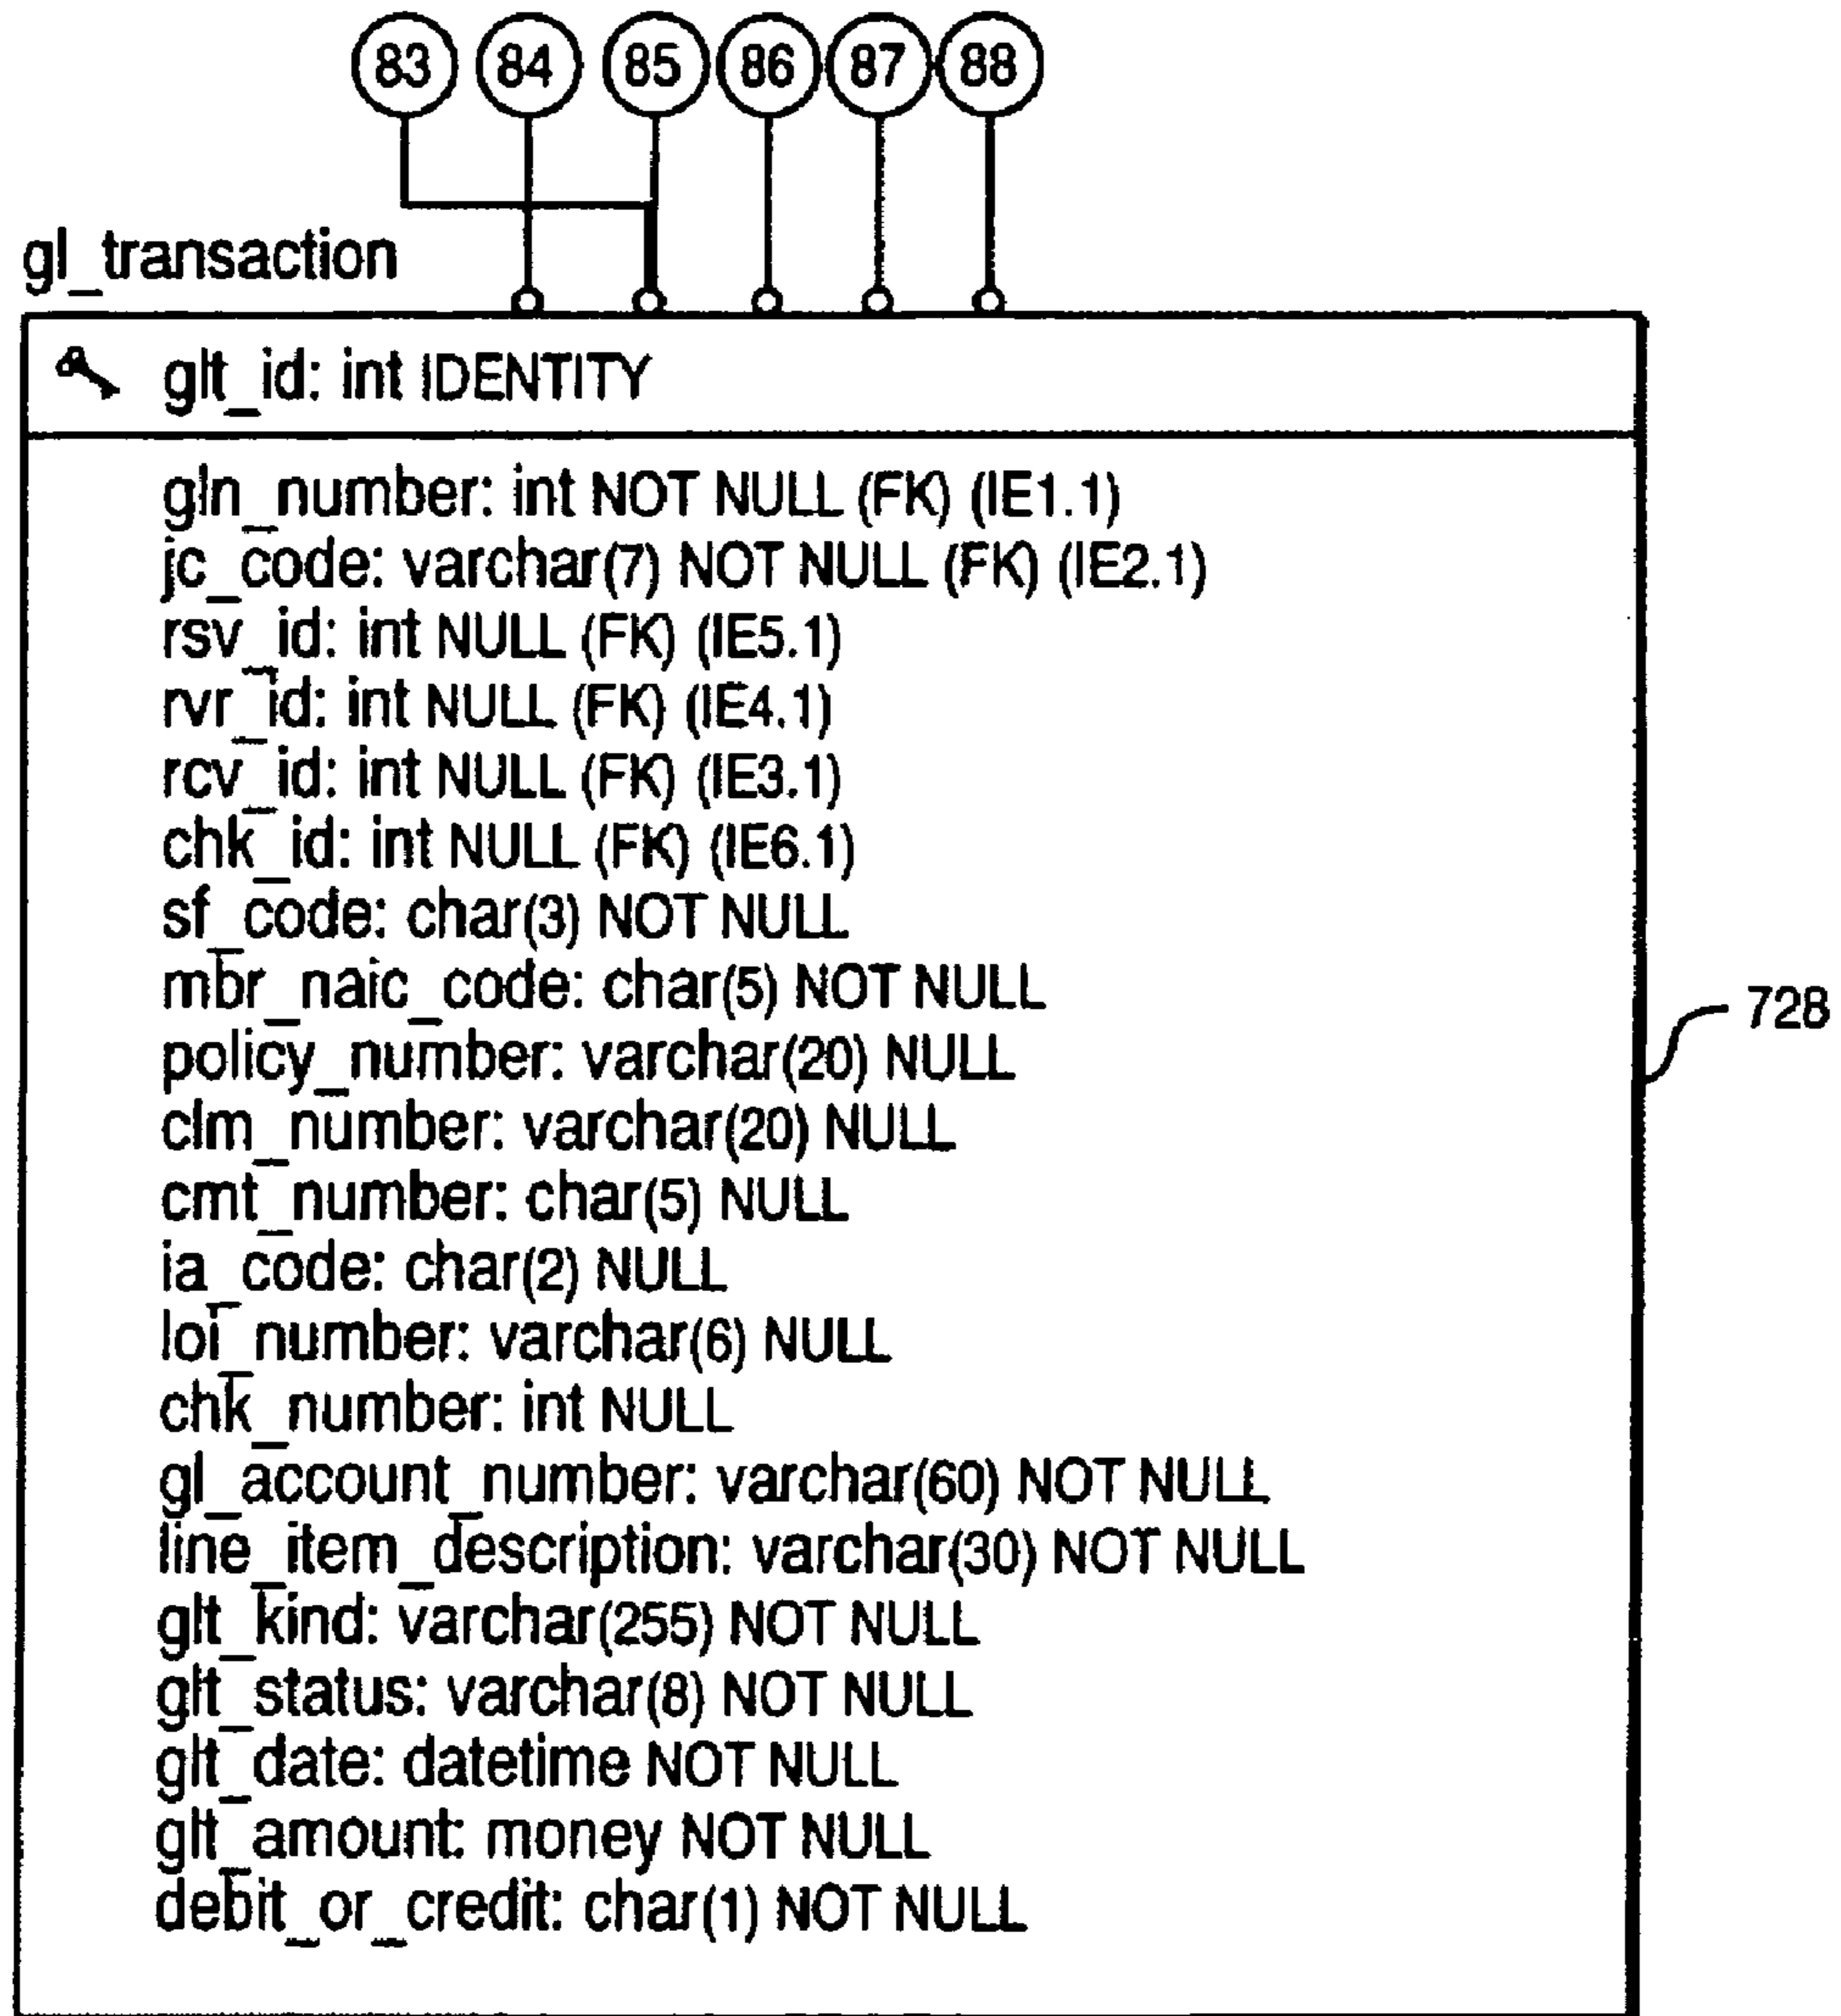 83 84 85 86 87 88
gl_transaction
glt_id: int IDENTITY
gln_number: int NOT NULL (FK) (IE1.1)
jc_code: varchar(7) NOT NULL (FK) (IE2.1)
rsv_id: int NULL (FK) (IE5.1)
rvr_id: int NULL (FK) (IE4.1)
rcv_id: int NULL (FK) (IE3.1)
chk_id: int NULL (FK) (IE6.1)
sf_code: char(3) NOT NULL
mbr_naic_code: char(5) NOT NULL
728
policy_number: varchar(20) NULL
clm_number: varchar(20) NULL
cmt_number: char(5) NULL
ia_code: char(2) NULL
loi_number: varchar(6) NULL
chk_number: int NULL
gl_account_number: varchar(60) NOT NULL
line_item_description: varchar(30) NOT NULL
glt_kind: varchar(255) NOT NULL
glt_status: varchar(8) NOT NULL
glt_date: datetime NOT NULL
glt_amount: money NOT NULL
debit_or_credit: char(1) NOT NULL